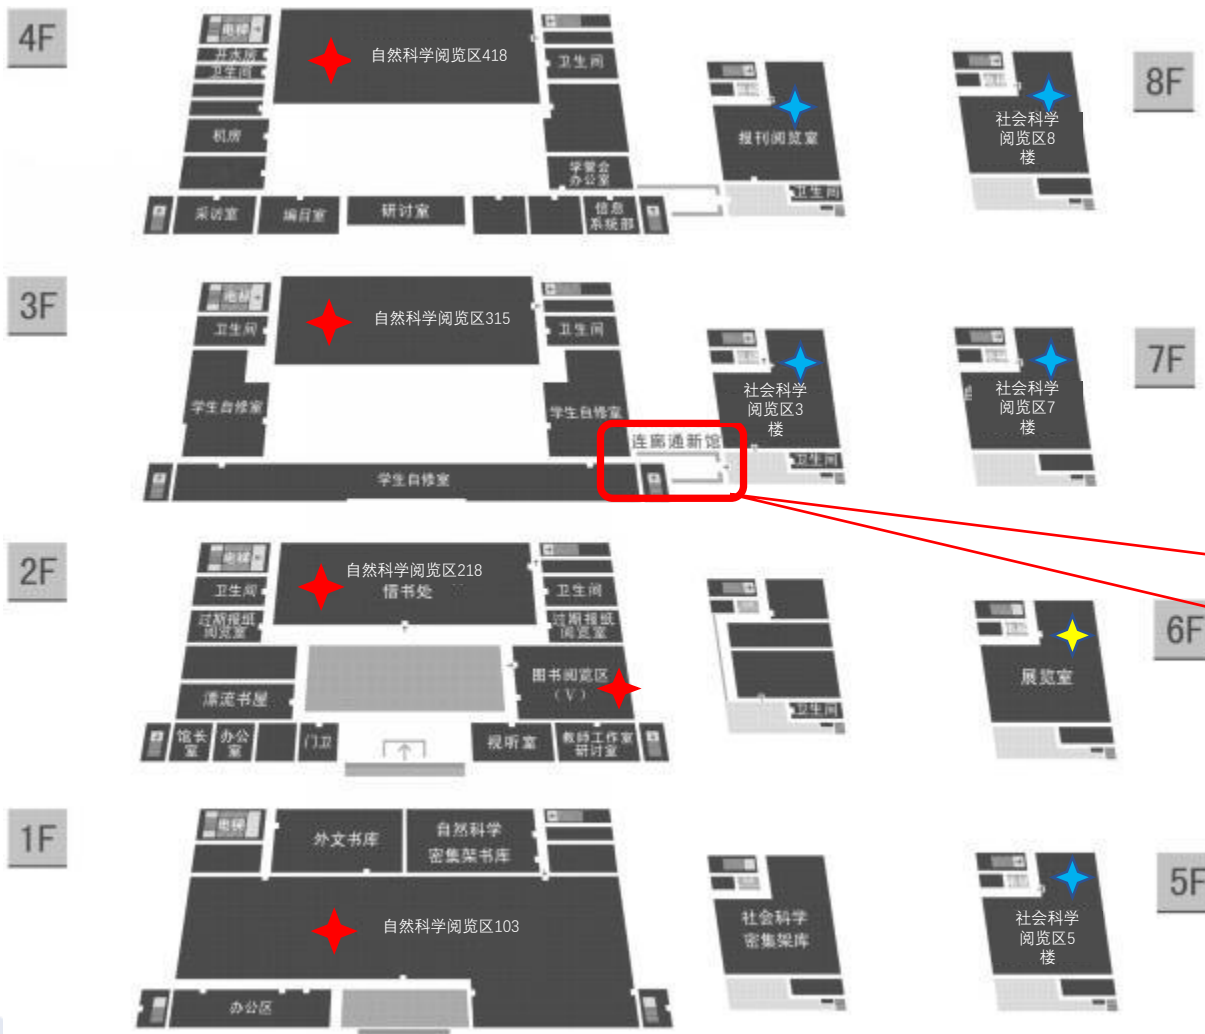 4F
电梯
开水房
卫生间
机房
采访室
编目室
研讨室
自然科学阅览区418
卫生间
学管会
办公室
信息
系统部
报刊阅览室
卫生间
社会科学
阅览区8
楼
8F
3F
电梯
卫生间
学生自修室
自然科学阅览区315
卫生间
学生自修室
学生自修室
连廊通新馆
社会科学
阅览区3
楼
卫生间
社会科学
阅览区7
楼
7F
2F
电梯
卫生间
过期报纸
阅览室
漂流书屋
馆长
室
办公
室
门卫
自然科学阅览区218
借书处
卫生间
过期报纸
阅览室
图书阅览区
(V)
视听室
教师工作室
研讨室
卫生间
展览室
6F
1F
电梯
外文书库
自然科学
密集架书库
自然科学阅览区103
办公区
社会科学
密集架库
社会科学
阅览区5
楼
5F